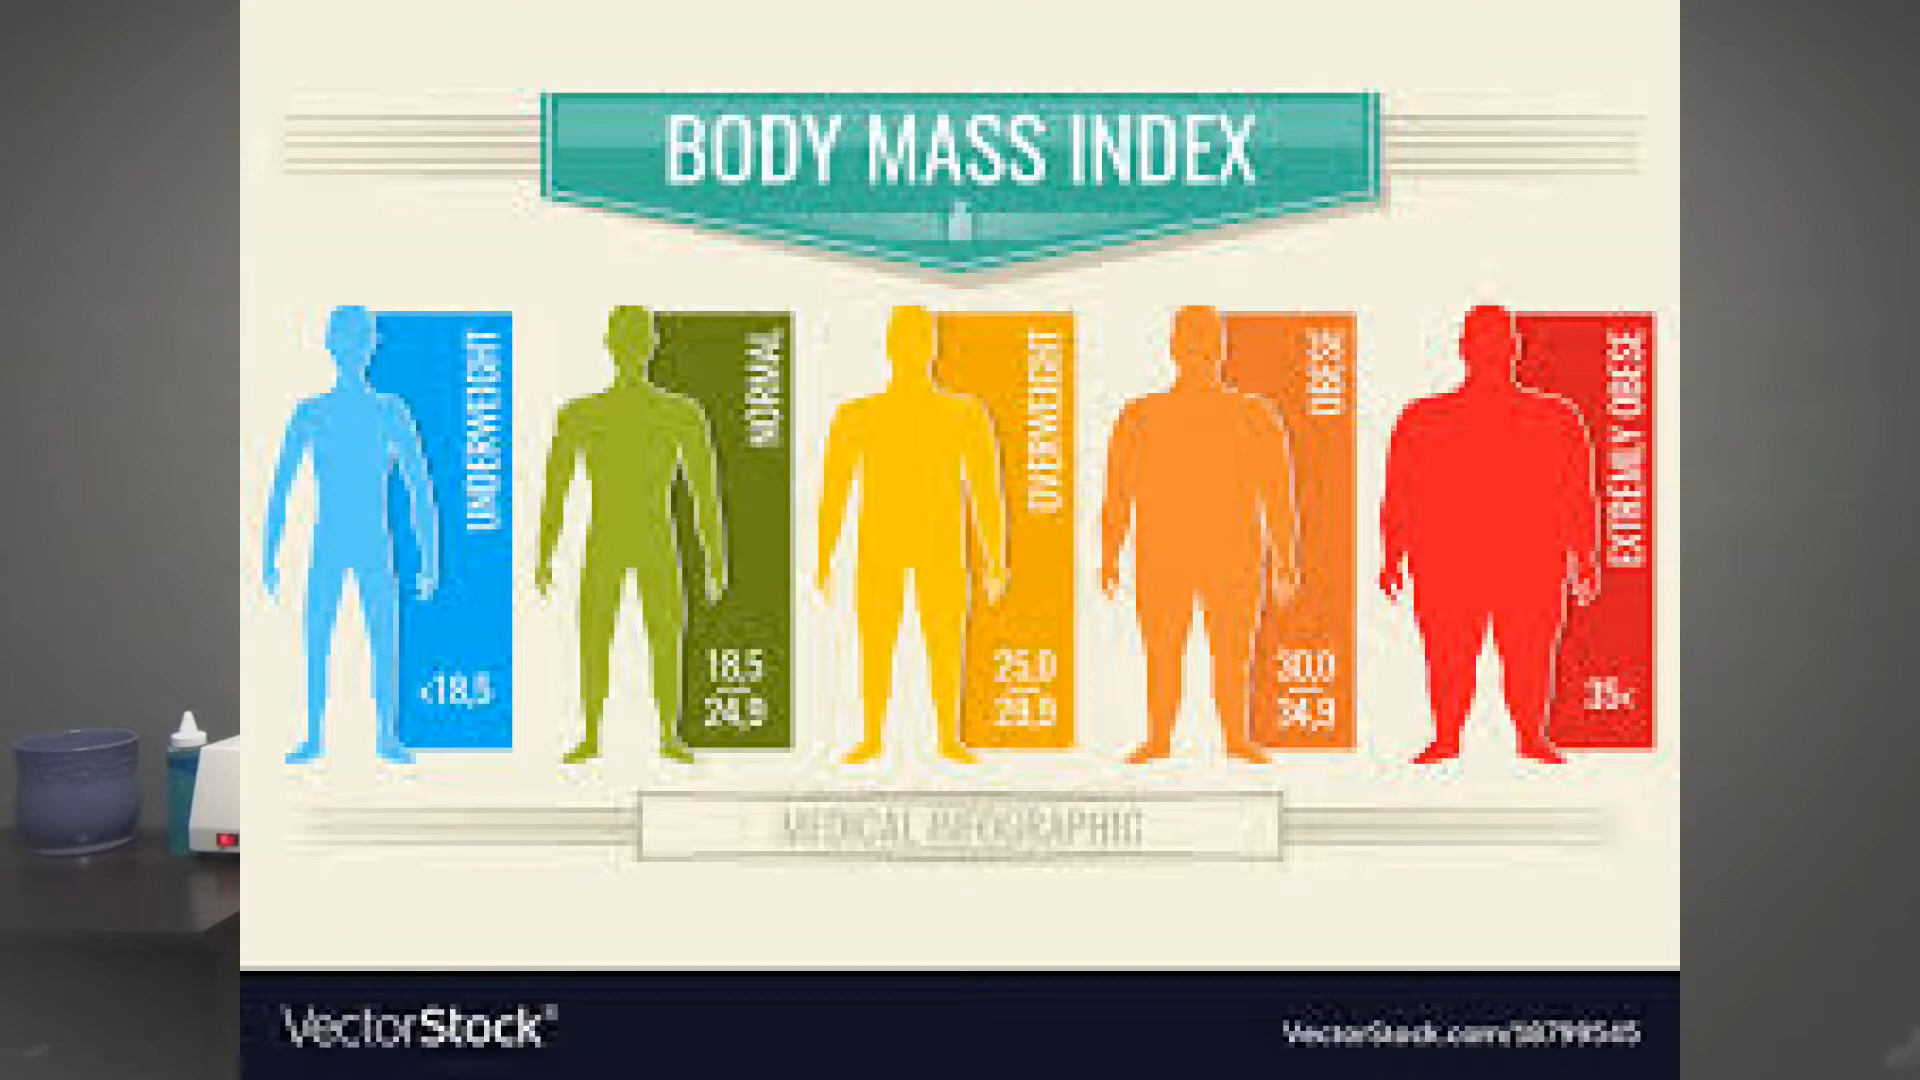 BODY MASS INDEX
UNDERWEIGHT
<18,5
NORMAL
18,5
24,9
OVERWEIGHT
25,0
29,9
OBESE
30,0
34,9
EXTREMLY OBESE
35<
MEDICAL INFOGRAPHIC
VectorStock®